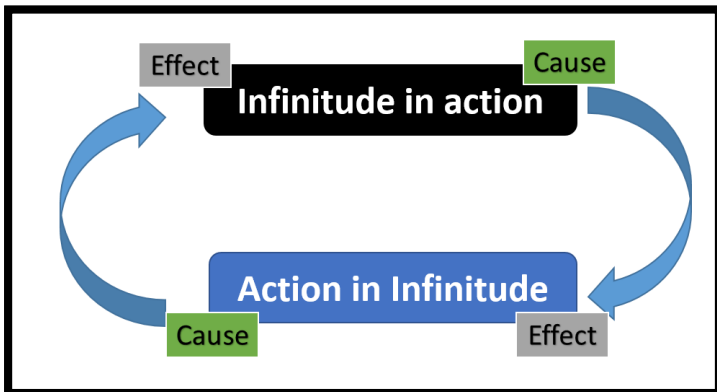 Effect
Cause
Infinitude in action
Action in Infinitude
Cause
Effect